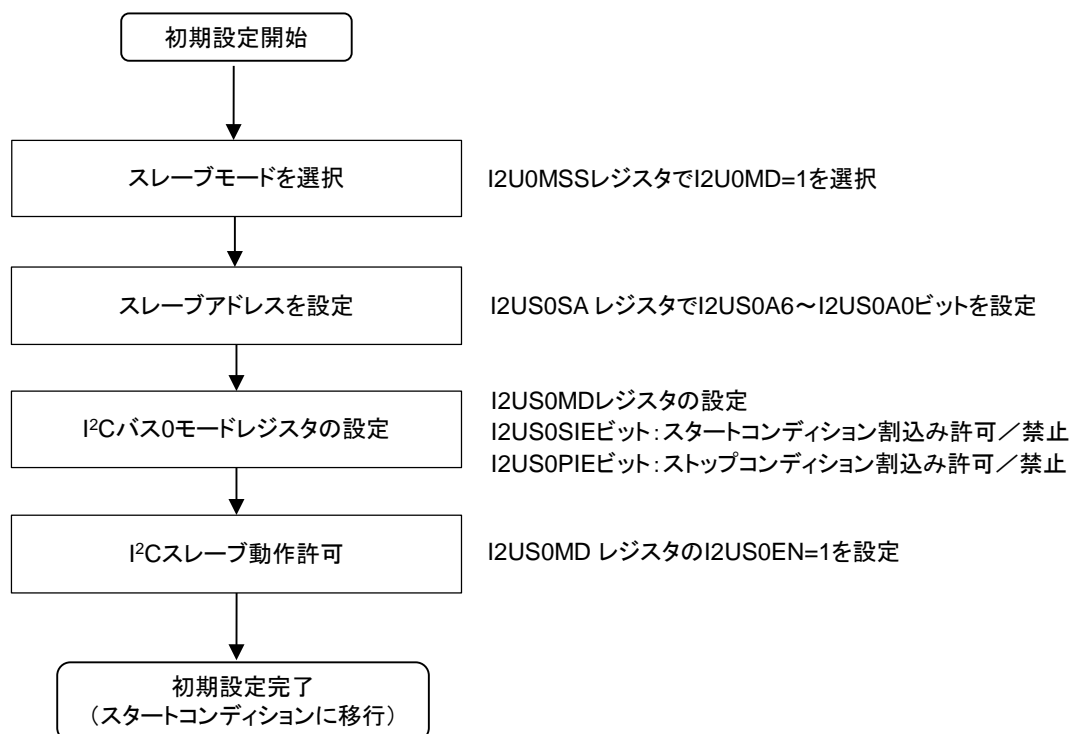 初期設定開始
スレーブモードを選択
I2U0MSSレジスタでI2U0MD=1を選択
スレーブアドレスを設定
I2US0SA レジスタでI2US0A6～I2US0A0ビットを設定
I²Cバス0モードレジスタの設定
I2US0MDレジスタの設定
I2US0SIEビット：スタートコンディション割込み許可／禁止
I2US0PIEビット：ストップコンディション割込み許可／禁止
I²Cスレーブ動作許可
I2US0MD レジスタのI2US0EN=1を設定
初期設定完了
（スタートコンディションに移行）